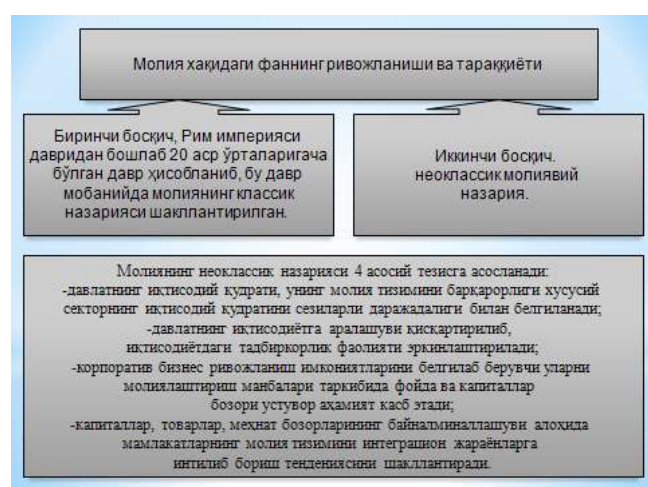 Молия хақидаги фаннинг ривожланиши ва тараққиёти
Биринчи босқич, Рим империяси
давридан бошлаб 20 аср ўрталаригача
бўлган давр ҳисобланиб, бу давр
мобанийда молиянинг классик
назарияси шакллантирилган.
Иккинчи босқич.
неоклассик молиявий
назария.
Молиянинг неоклассик назарияси 4 асосий тезисга асосланади:
-давлатнинг иқтисодий қудрати, унинг молия тизимини барқарорлиги хусусий
секторнинг иқтисодий қудратини сезиларли даражадалиги билан белгиланади;
-давлатнинг иқтисодиётга аралашуви қисқартирилиб,
иқтисодиётдаги тадбиркорлик фаолияти эркинлаштирилади;
-корпоратив бизнес ривожланиш имкониятларини белгилаб берувчи уларни
молиялаштириш манбалари таркибида фойда ва капиталлар
бозори устувор аҳамият касб этади;
-капиталлар, товарлар, меҳнат бозорларининг байналминаллашуви алоҳида
мамлакатларнинг молия тизимини интеграцион жараёнларга
интилиб бориш тендениясини шакллантиради.